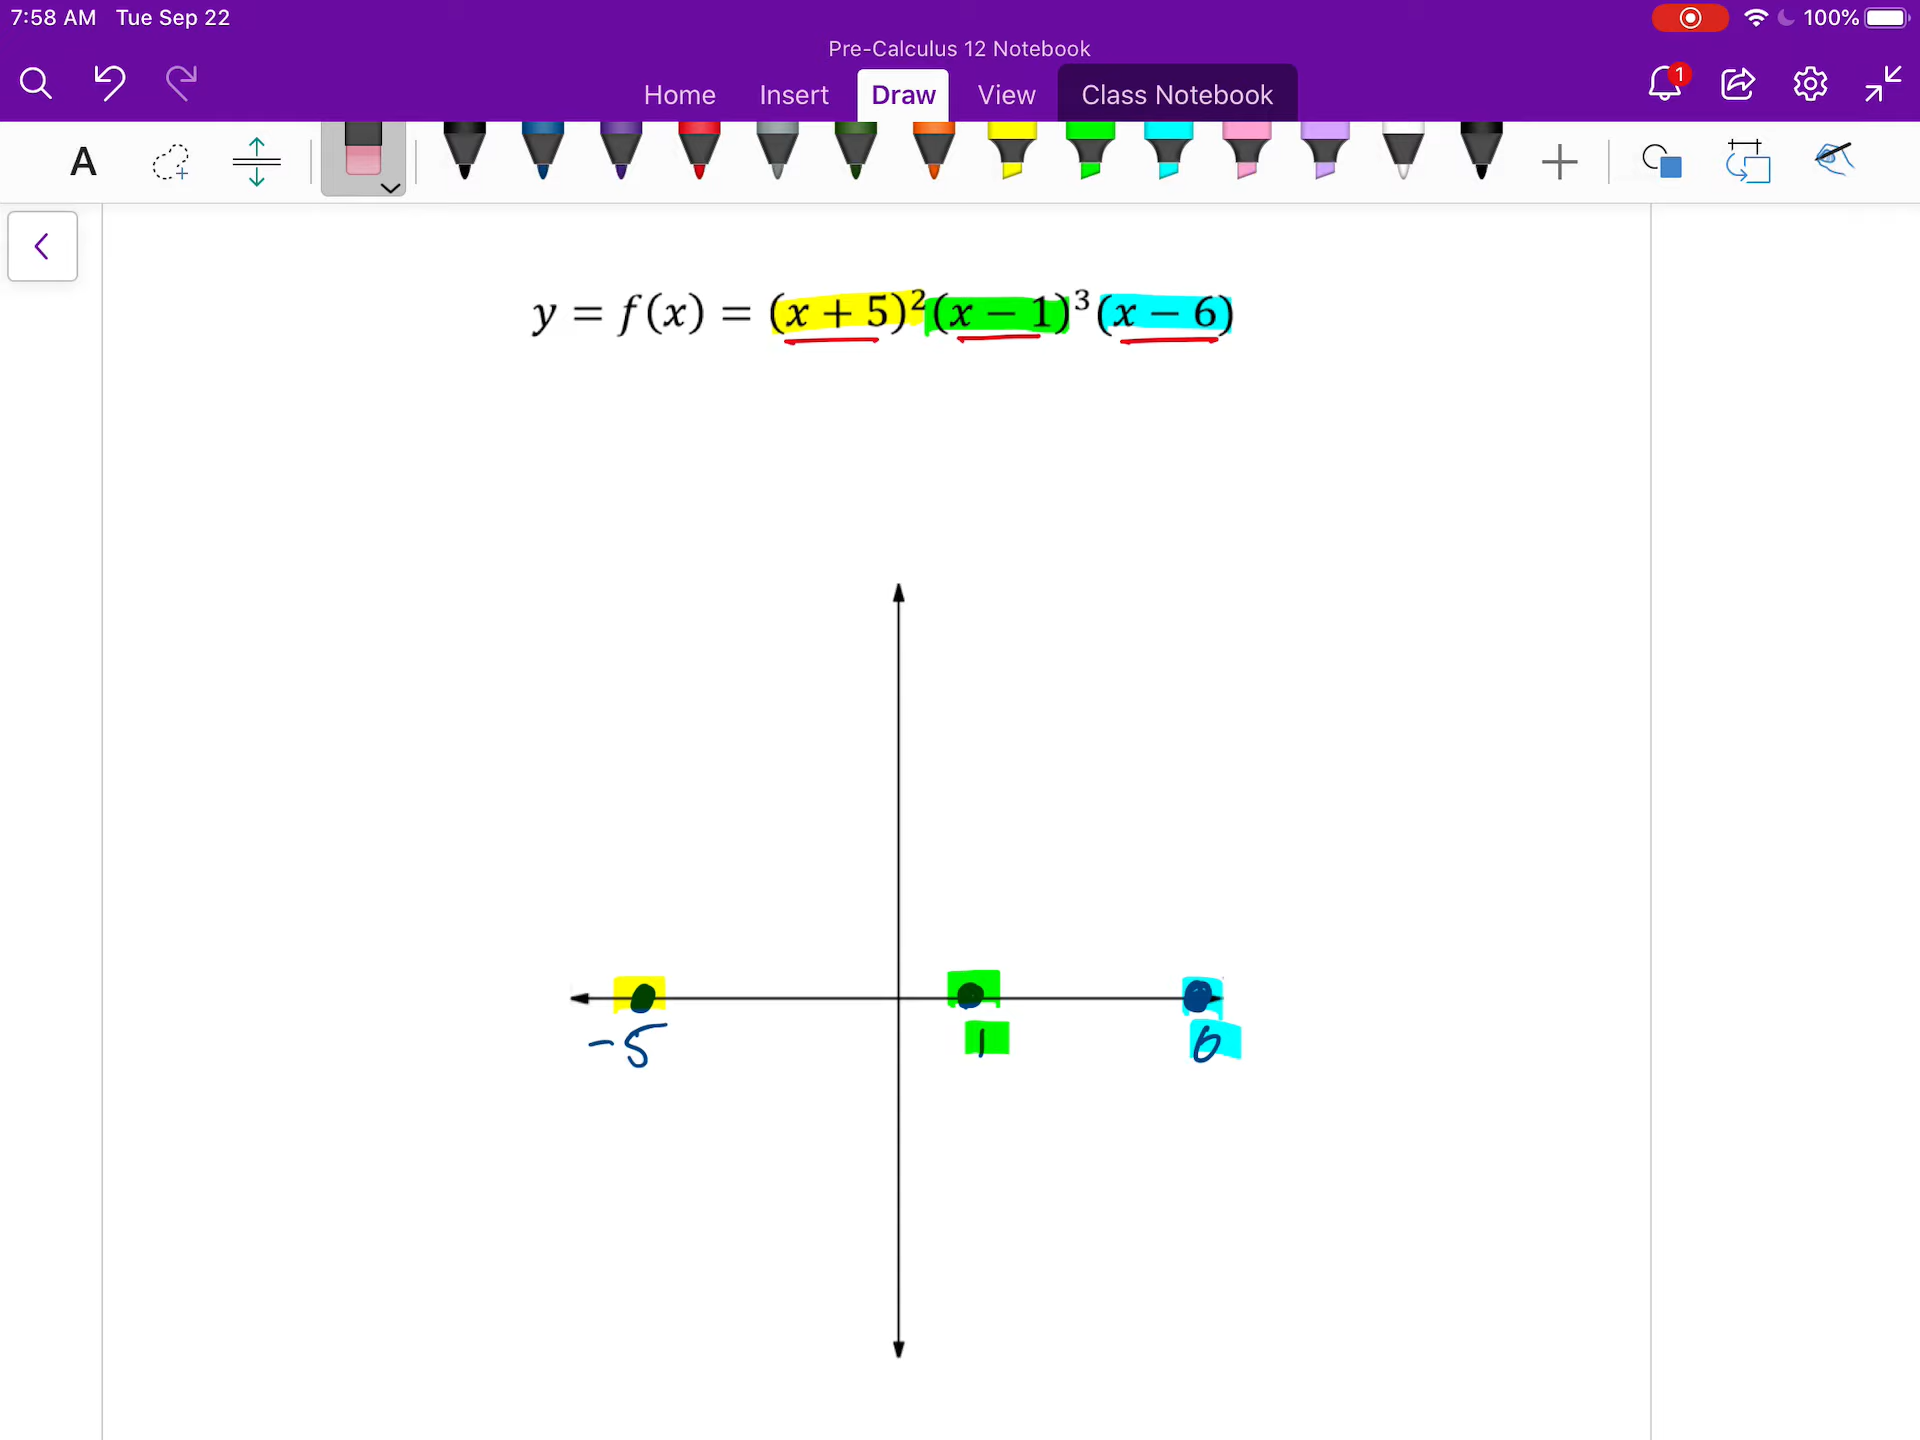 7:58 AM Tue Sep 22
100%
Pre-Calculus 12 Notebook
Home Insert Draw View Class Notebook
1
A
y = f(x) = (x + 5)²(x − 1)³(x − 6)
-5 1 6